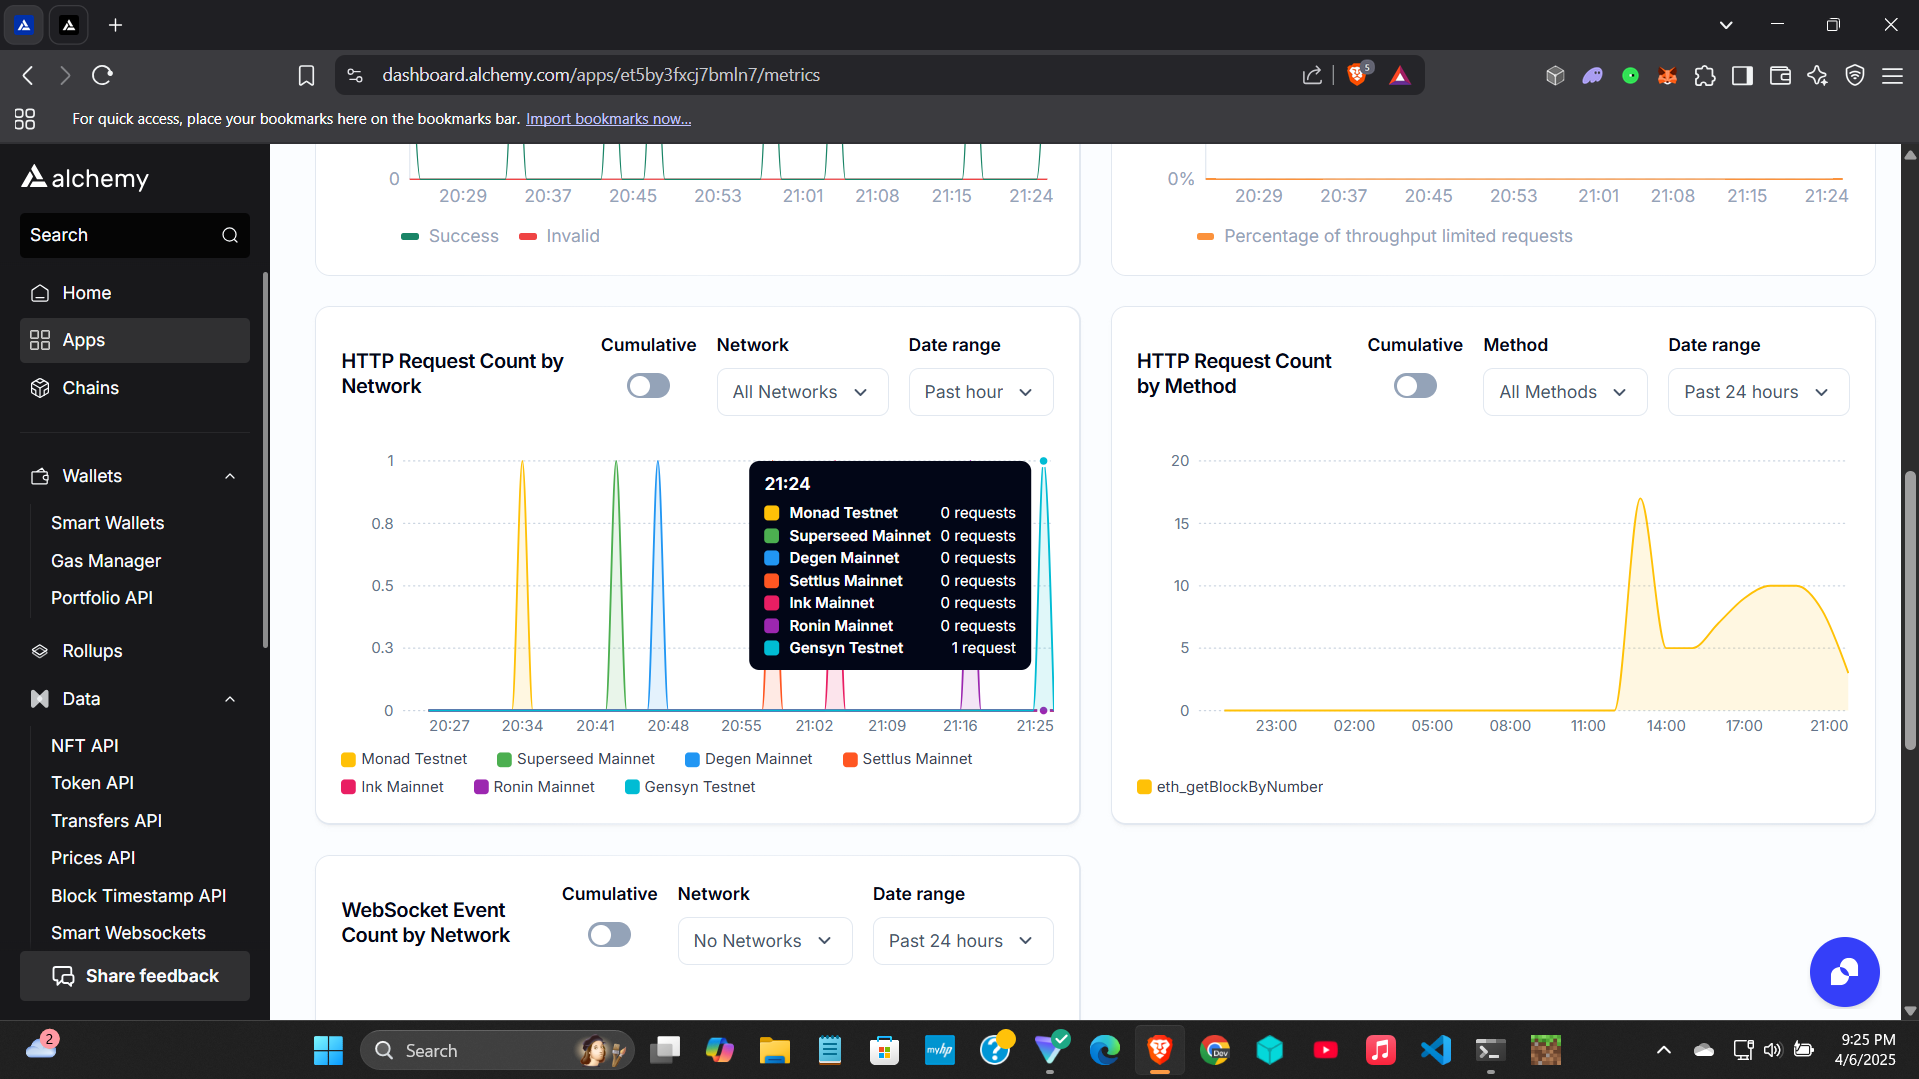 dashboard.alchemy.com/apps/et5by3fxcj7bmln7/metrics
5
For quick access, place your bookmarks here on the bookmarks bar. Import bookmarks now...
alchemy
Search
Home
Apps
Chains
Wallets
Smart Wallets
Gas Manager
Portfolio API
Rollups
Data
NFT API
Token API
Transfers API
Prices API
Block Timestamp API
Smart Websockets
Share feedback
0
20:29 20:37 20:45 20:53 21:01 21:08 21:15 21:24
Success Invalid
0%
20:29 20:37 20:45 20:53 21:01 21:08 21:15 21:24
Percentage of throughput limited requests
HTTP Request Count by
Network
Cumulative Network Date range
All Networks Past hour
1
0.8
0.5
0.3
0
21:24
Monad Testnet 0 requests
Superseed Mainnet 0 requests
Degen Mainnet 0 requests
Settlus Mainnet 0 requests
Ink Mainnet 0 requests
Ronin Mainnet 0 requests
Gensyn Testnet 1 request
20:27 20:34 20:41 20:48 20:55 21:02 21:09 21:16 21:25
Monad Testnet Superseed Mainnet Degen Mainnet Settlus Mainnet
Ink Mainnet Ronin Mainnet Gensyn Testnet
HTTP Request Count
by Method
Cumulative Method Date range
All Methods Past 24 hours
20
15
10
5
0
23:00 02:00 05:00 08:00 11:00 14:00 17:00 21:00
eth_getBlockByNumber
WebSocket Event
Count by Network
Cumulative Network Date range
No Networks Past 24 hours
2
Search
myhp
Dev
9:25 PM
4/6/2025